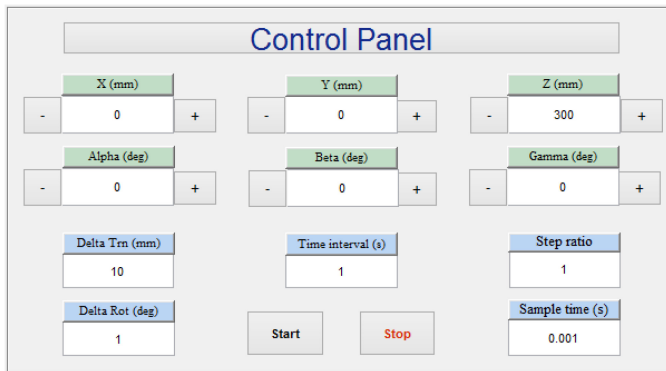 Control Panel
X (mm) Y (mm) Z (mm)
- 0 + - 0 + - 300 +
Alpha (deg) Beta (deg) Gamma (deg)
- 0 + - 0 + - 0 +
Delta Trn (mm) Time interval (s) Step ratio
10 1 1
Delta Rot (deg) Start Stop Sample time (s)
1 0.001